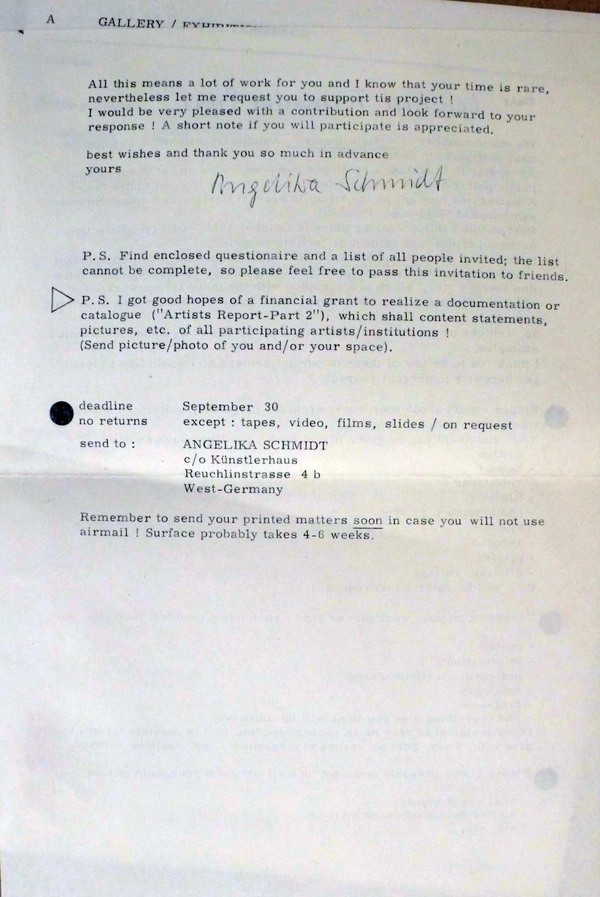 A GALLERY /
All this means a lot of work for you and I know that your time is rare,
nevertheless let me request you to support tis project !
I would be very pleased with a contribution and look forward to your
response ! A short note if you will participate is appreciated.
best wishes and thank you so much in advance
yours
Angelika Schmidt
P.S. Find enclosed questionaire and a list of all people invited; the list
cannot be complete, so please feel free to pass this invitation to friends.
P.S. I got good hopes of a financial grant to realize a documentation or
catalogue ("Artists Report-Part 2"), which shall content statements,
pictures, etc. of all participating artists/institutions !
(Send picture/photo of you and/or your space).
deadline September 30
no returns except : tapes, video, films, slides / on request
send to : ANGELIKA SCHMIDT
c/o Künstlerhaus
Reuchlinstrasse 4 b
West-Germany
Remember to send your printed matters soon in case you will not use
airmail ! Surface probably takes 4-6 weeks.